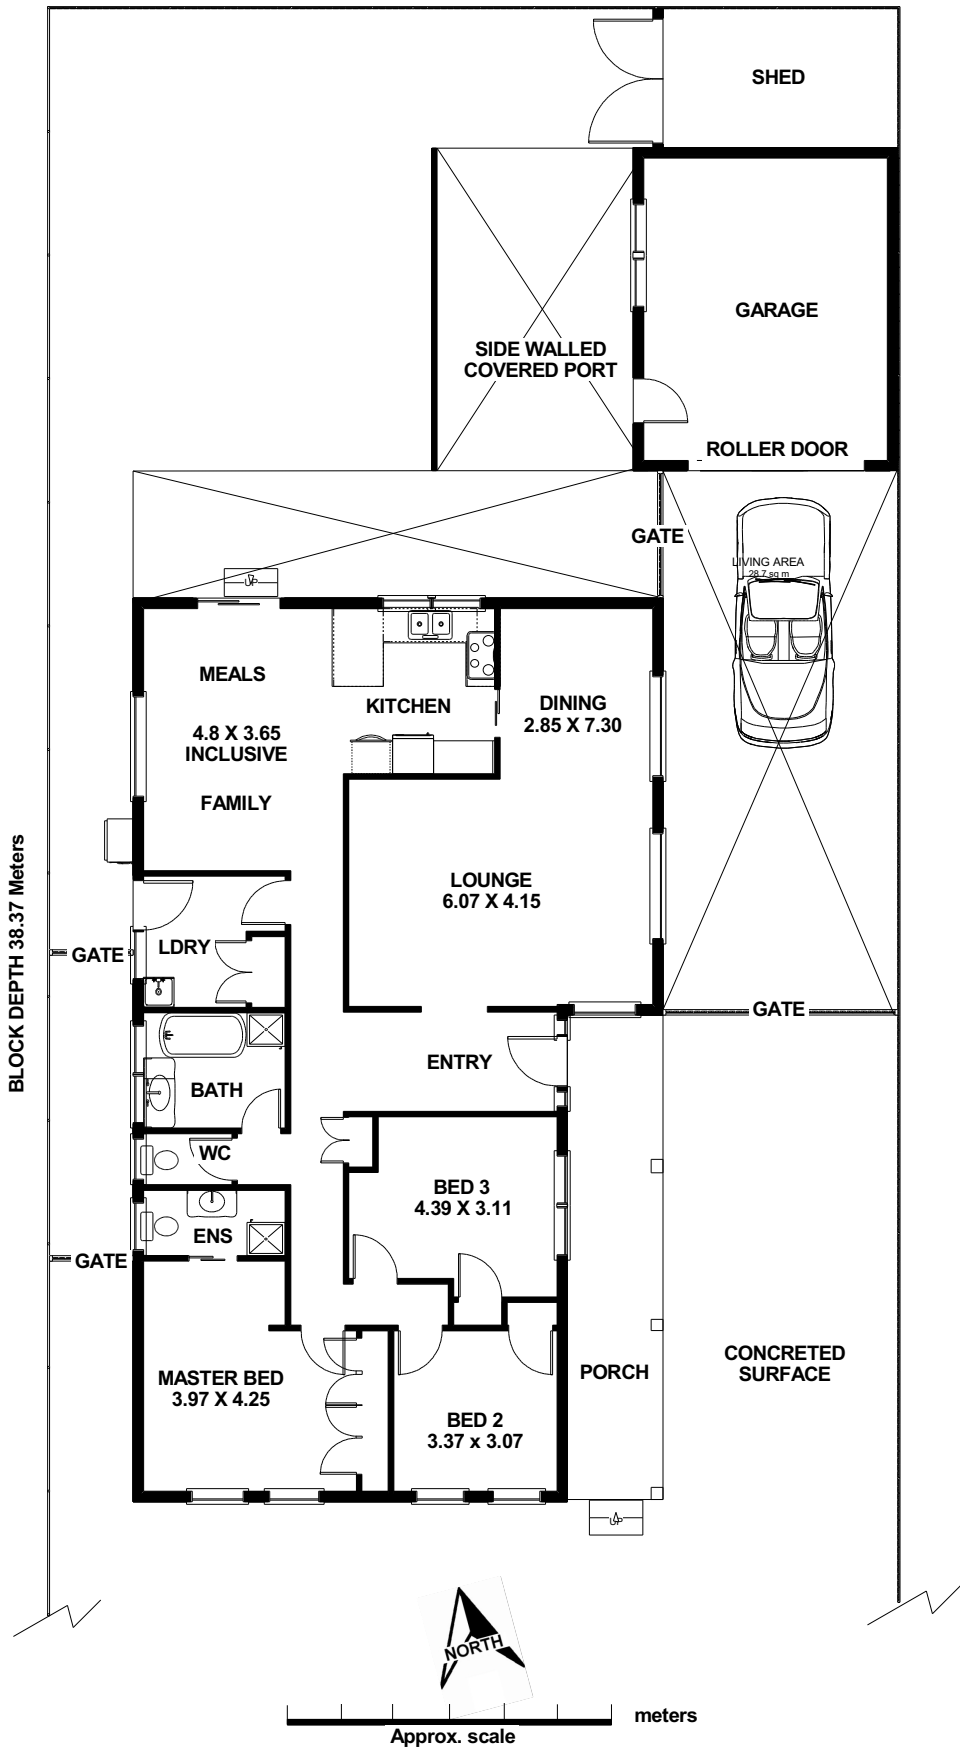 SHED
GARAGE
SIDE WALLED
COVERED PORT
ROLLER DOOR
GATE
LIVING AREA
28.7 sq m
UP
MEALS
4.8 X 3.65
INCLUSIVE
FAMILY
KITCHEN
DINING
2.85 X 7.30
LOUNGE
6.07 X 4.15
BLOCK DEPTH 38.37 Meters
LDRY
GATE
GATE
ENTRY
BATH
WC
BED 3
4.39 X 3.11
ENS
GATE
MASTER BED
3.97 X 4.25
BED 2
3.37 x 3.07
PORCH
CONCRETED
SURFACE
UP
NORTH
meters
Approx. scale